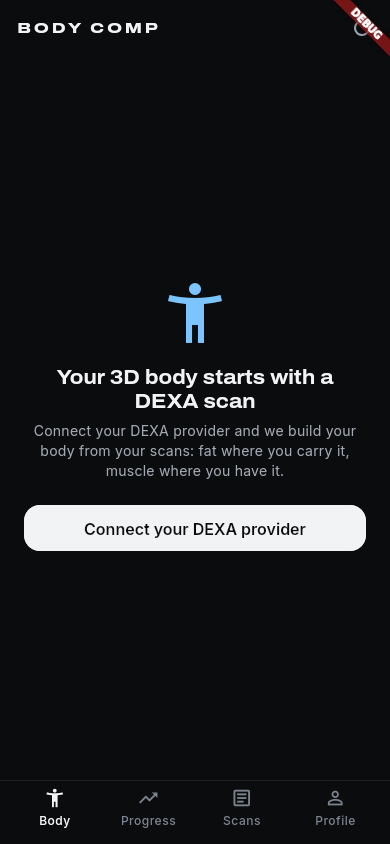 BODY COMP
DEBUG
Your 3D body starts with a
DEXA scan
Connect your DEXA provider and we build your
body from your scans: fat where you carry it,
muscle where you have it.
Connect your DEXA provider
Body
Progress
Scans
Profile